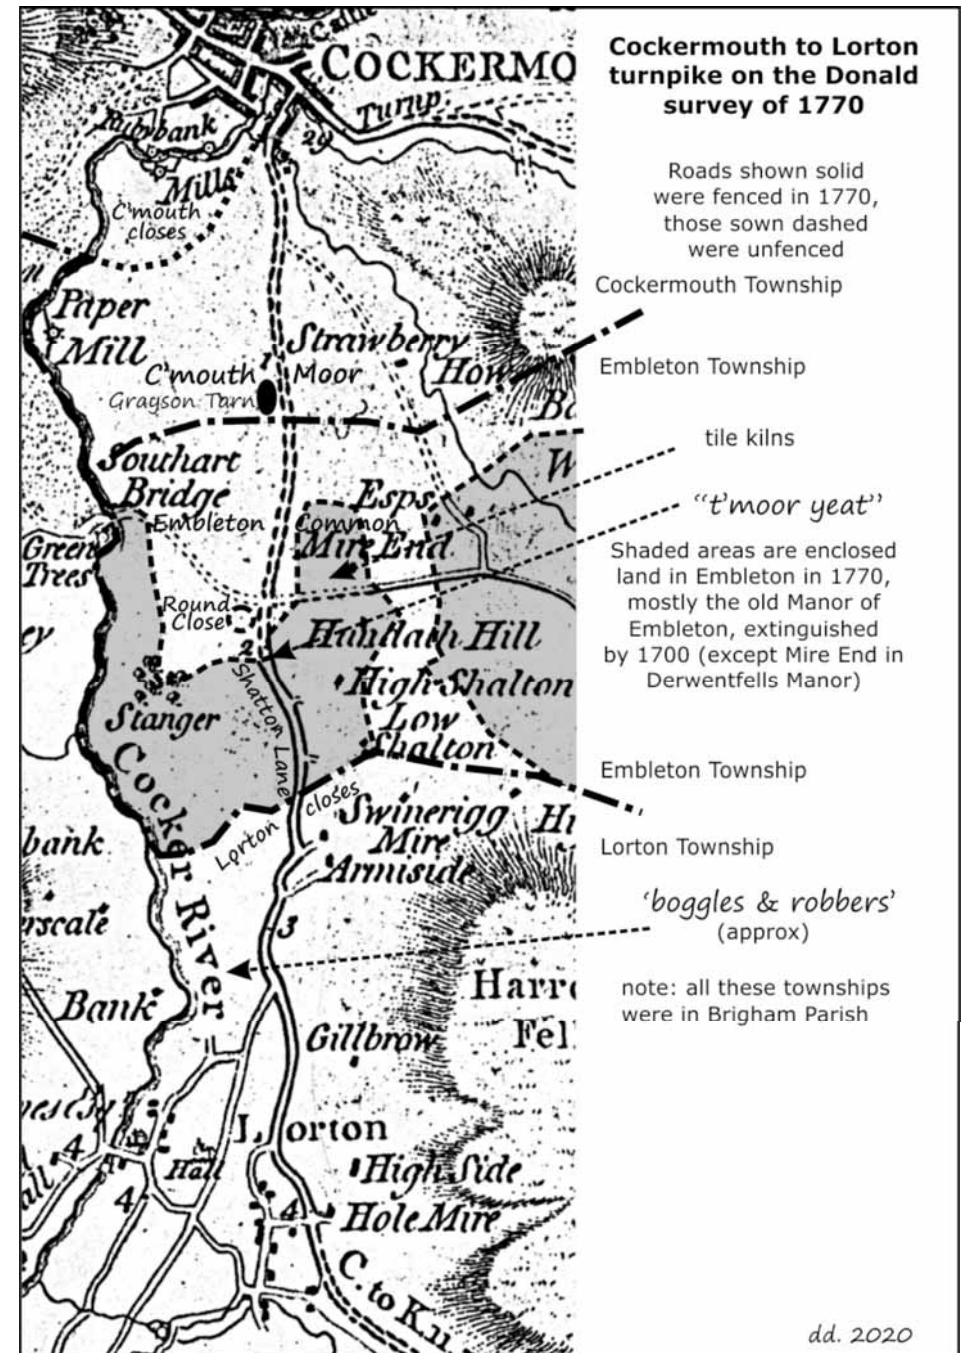 Cockermouth to Lorton
turnpike on the Donald
survey of 1770
Roads shown solid
were fenced in 1770,
those sown dashed
were unfenced
Cockermouth Township
Embleton Township
tile kilns
"t'moor yeat"
Shaded areas are enclosed
land in Embleton in 1770,
mostly the old Manor of
Embleton, extinguished
by 1700 (except Mire End in
Derwentfells Manor)
Embleton Township
Lorton Township
'boggles & robbers'
(approx)
note: all these townships
were in Brigham Parish
dd. 2020
COCKERMO
Turnp
29
Mills
C'mouth
closes
Paper
Mill
1
Strawberry
How
C'mouth Moor
Grayson Tarn
Southart
Bridge
W
Esps
Embleton Common
Mire End
Green
Trees
Round
Close
2
High Shalton
Stanger
Shatton Lane
Low
Shalton
Cocker River
Lorton closes
Swinerigg
Mire
Armiside
bank
3
Bank
Harr
Fel
Gillbrow
Lorton
4
Hall
High Side
4
4
Hole Mire
C. to